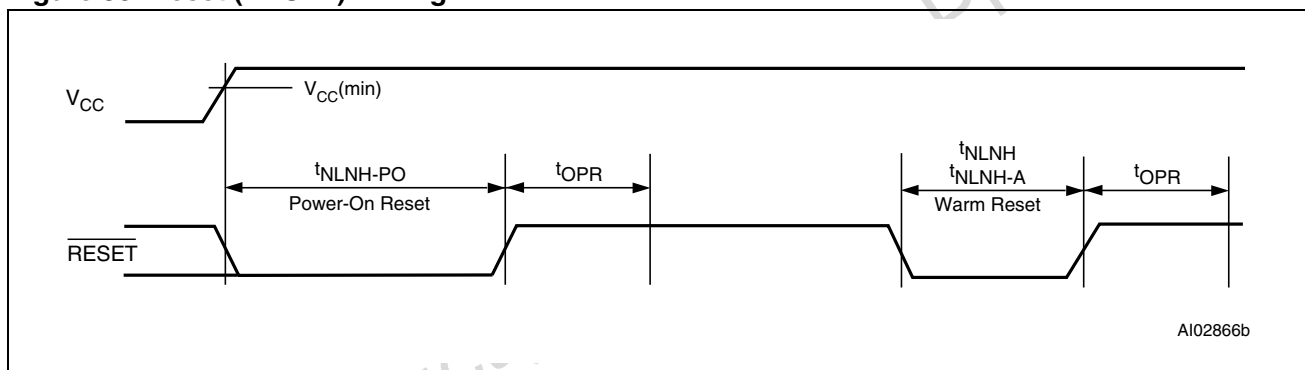 VCC
VCC(min)
tNLNH-PO
Power-On Reset
tOPR
tNLNH
tNLNH-A
Warm Reset
tOPR
RESET
AI02866b